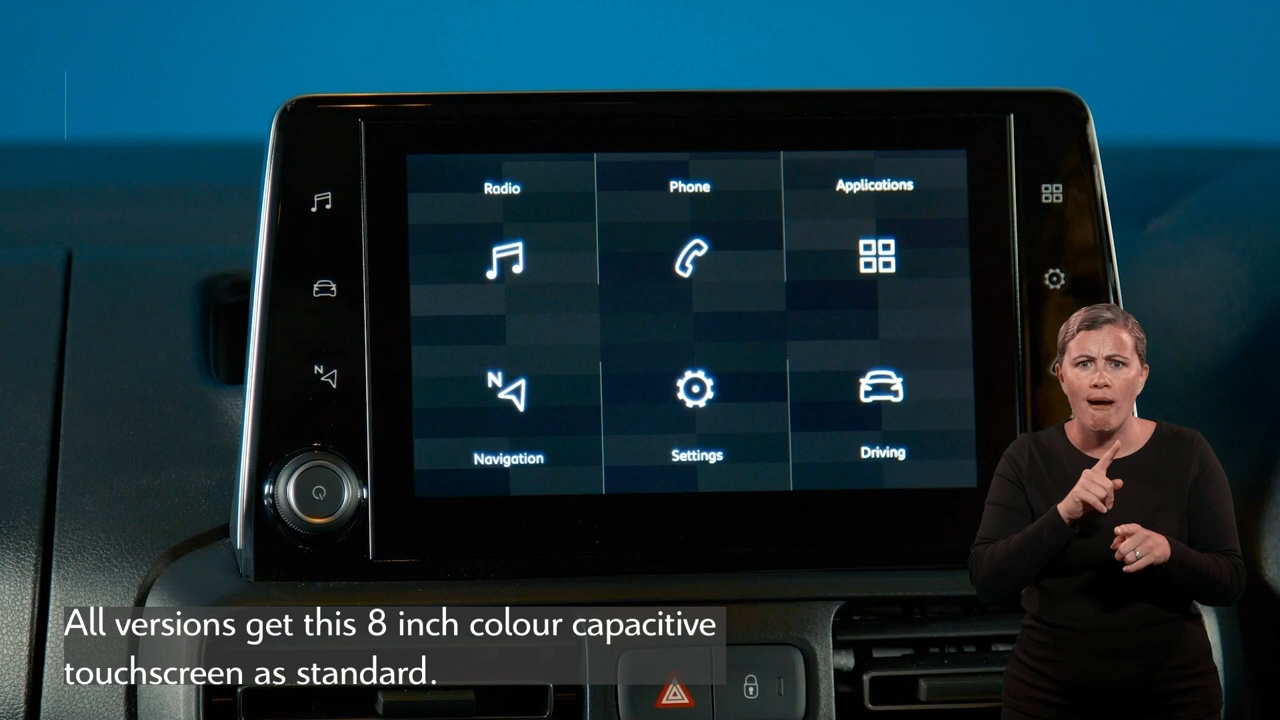 Radio
Phone
Applications
N
N
Navigation
Settings
Driving
All versions get this 8 inch colour capacitive
touchscreen as standard.